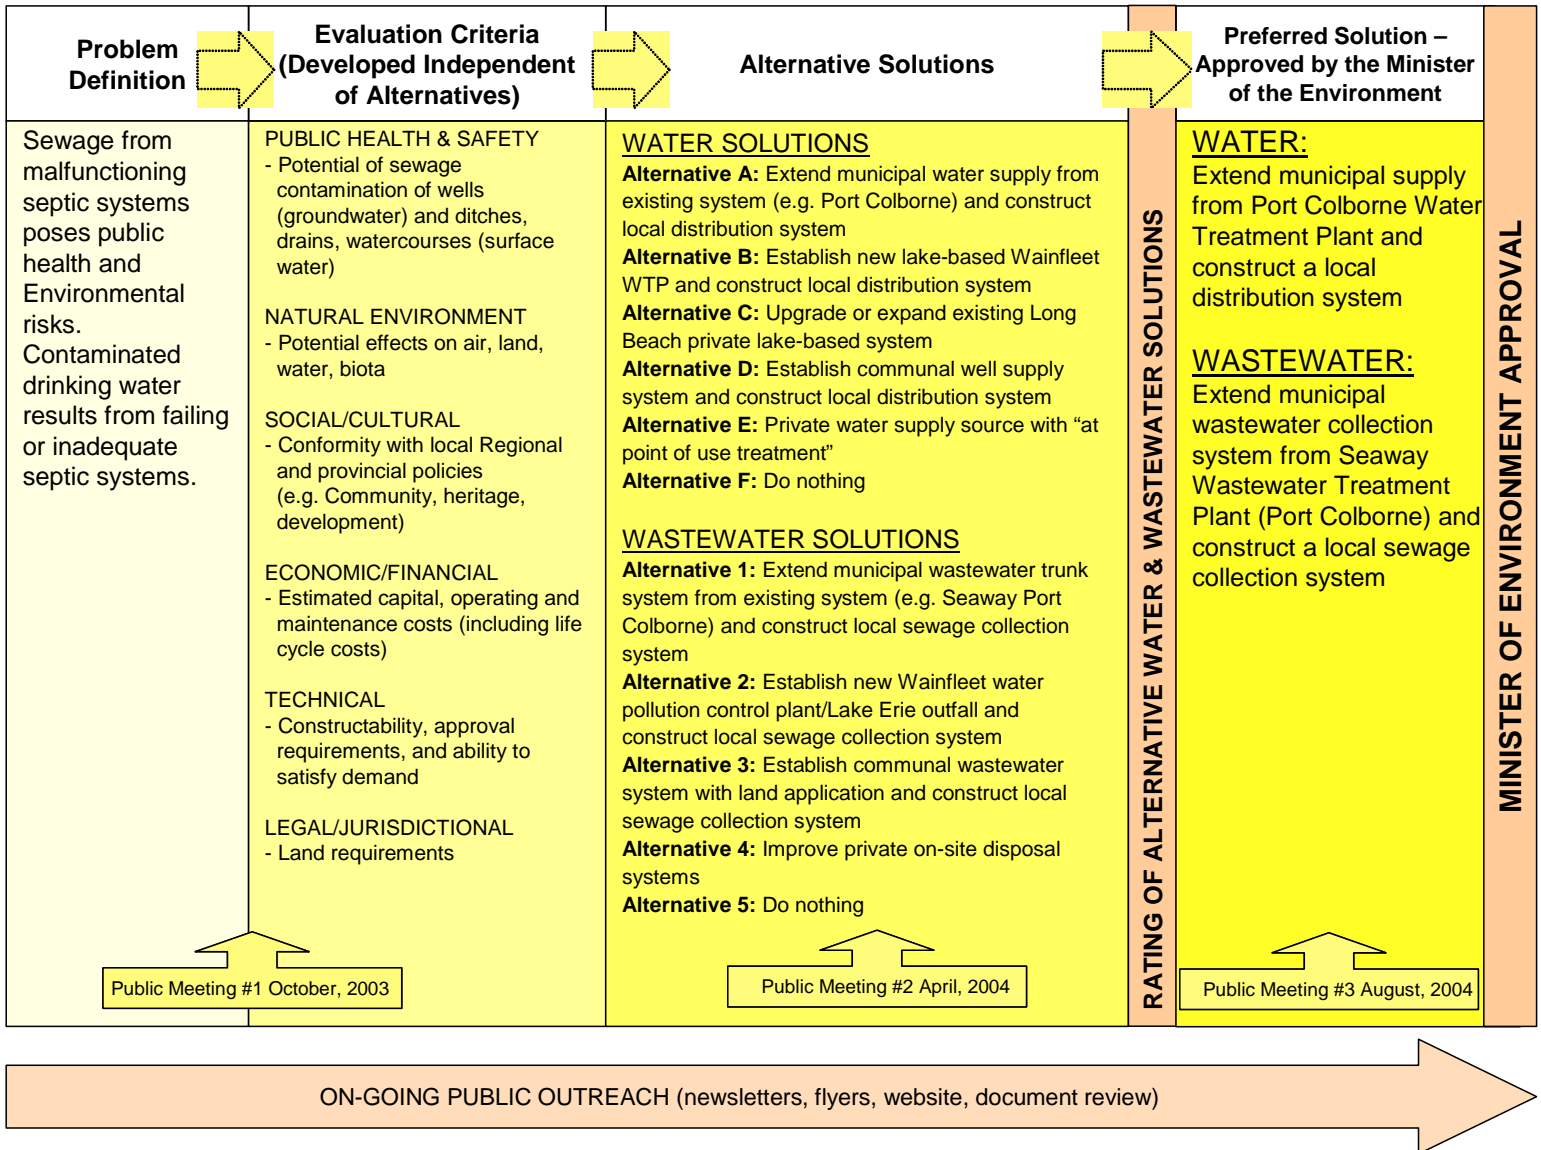 Problem
Definition
Evaluation Criteria
(Developed Independent
of Alternatives)
Alternative Solutions
Preferred Solution –
Approved by the Minister
of the Environment
Sewage from
malfunctioning
septic systems
poses public
health and
Environmental
risks.
Contaminated
drinking water
results from failing
or inadequate
septic systems.
PUBLIC HEALTH & SAFETY
- Potential of sewage
contamination of wells
(groundwater) and ditches,
drains, watercourses (surface
water)
NATURAL ENVIRONMENT
- Potential effects on air, land,
water, biota
SOCIAL/CULTURAL
- Conformity with local Regional
and provincial policies
(e.g. Community, heritage,
development)
ECONOMIC/FINANCIAL
- Estimated capital, operating and
maintenance costs (including life
cycle costs)
TECHNICAL
- Constructability, approval
requirements, and ability to
satisfy demand
LEGAL/JURISDICTIONAL
- Land requirements
WATER SOLUTIONS
Alternative A: Extend municipal water supply from
existing system (e.g. Port Colborne) and construct
local distribution system
Alternative B: Establish new lake-based Wainfleet
WTP and construct local distribution system
Alternative C: Upgrade or expand existing Long
Beach private lake-based system
Alternative D: Establish communal well supply
system and construct local distribution system
Alternative E: Private water supply source with “at
point of use treatment”
Alternative F: Do nothing
WASTEWATER SOLUTIONS
Alternative 1: Extend municipal wastewater trunk
system from existing system (e.g. Seaway Port
Colborne) and construct local sewage collection
system
Alternative 2: Establish new Wainfleet water
pollution control plant/Lake Erie outfall and
construct local sewage collection system
Alternative 3: Establish communal wastewater
system with land application and construct local
sewage collection system
Alternative 4: Improve private on-site disposal
systems
Alternative 5: Do nothing
RATING OF ALTERNATIVE WATER & WASTEWATER SOLUTIONS
WATER:
Extend municipal supply
from Port Colborne Water
Treatment Plant and
construct a local
distribution system
WASTEWATER:
Extend municipal
wastewater collection
system from Seaway
Wastewater Treatment
Plant (Port Colborne) and
construct a local sewage
collection system
MINISTER OF ENVIRONMENT APPROVAL
Public Meeting #1 October, 2003
Public Meeting #2 April, 2004
Public Meeting #3 August, 2004
ON-GOING PUBLIC OUTREACH (newsletters, flyers, website, document review)